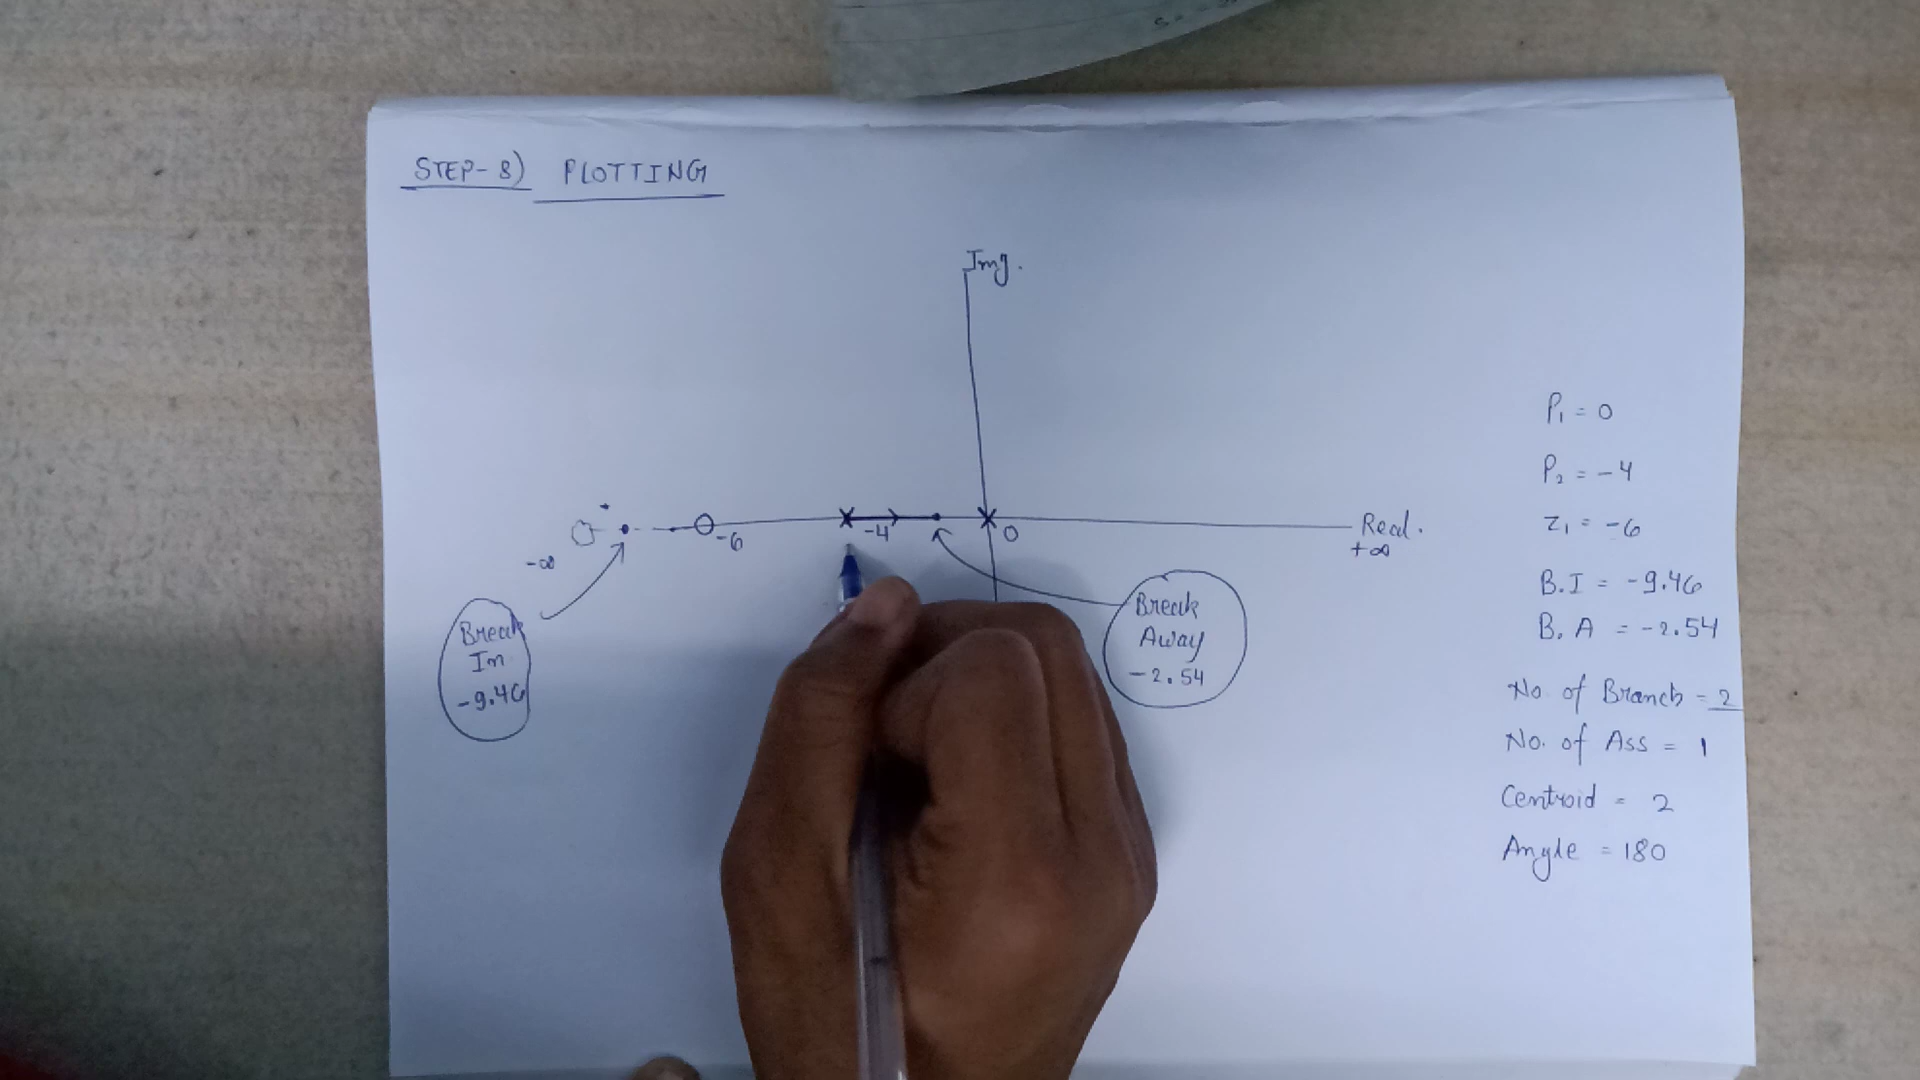 STEP-8) PLOTTING
Img.
-6
-4
0
Real.
-∞
+∞
Break
In
-9.46
Break
Away
-2.54
P₁ = 0
P₂ = -4
Z₁ = -6
B.I = -9.46
B.A = -2.54
No. of Branch = 2
No. of Ass = 1
Centroid = 2
Angle = 180